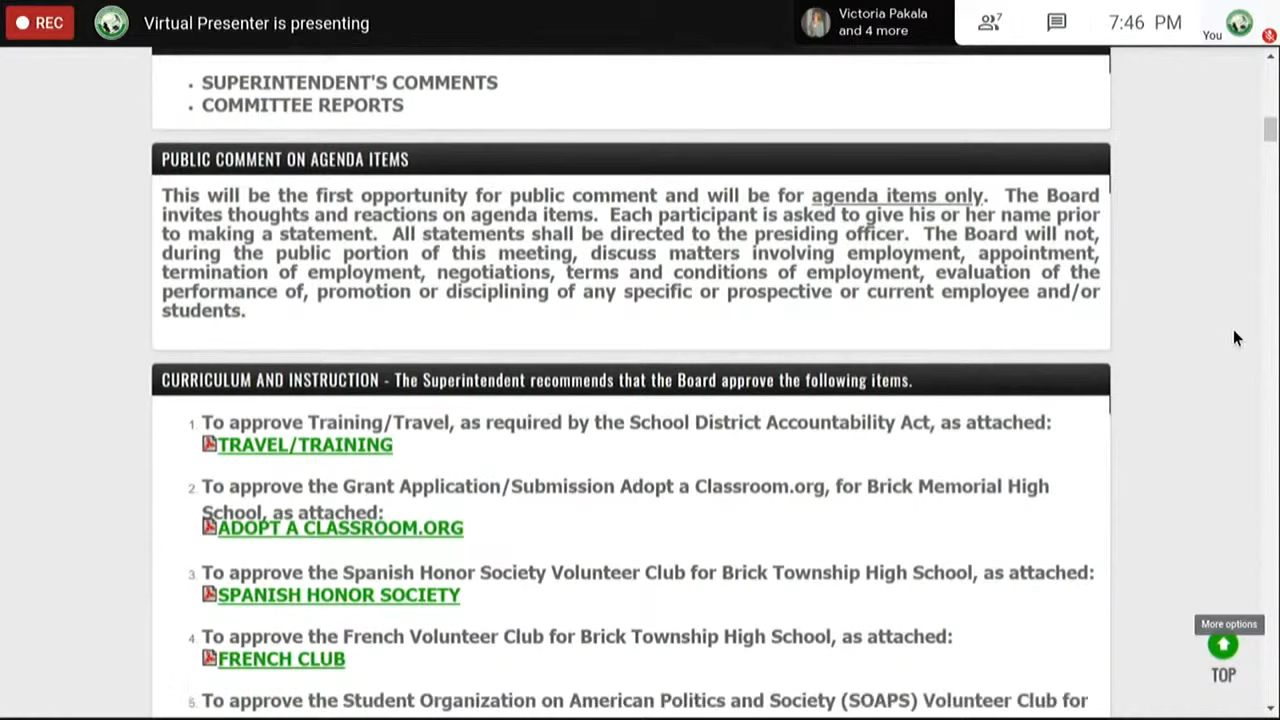 REC
Virtual Presenter is presenting
Victoria Pakala
and 4 more
7
7:46 PM
You
• SUPERINTENDENT'S COMMENTS
• COMMITTEE REPORTS
PUBLIC COMMENT ON AGENDA ITEMS
This will be the first opportunity for public comment and will be for agenda items only. The Board
invites thoughts and reactions on agenda items. Each participant is asked to give his or her name prior
to making a statement. All statements shall be directed to the presiding officer. The Board will not,
during the public portion of this meeting, discuss matters involving employment, appointment,
termination of employment, negotiations, terms and conditions of employment, evaluation of the
performance of, promotion or disciplining of any specific or prospective or current employee and/or
students.
CURRICULUM AND INSTRUCTION - The Superintendent recommends that the Board approve the following items.
1. To approve Training/Travel, as required by the School District Accountability Act, as attached:
TRAVEL/TRAINING
2. To approve the Grant Application/Submission Adopt a Classroom.org, for Brick Memorial High
School, as attached:
ADOPT A CLASSROOM.ORG
3. To approve the Spanish Honor Society Volunteer Club for Brick Township High School, as attached:
SPANISH HONOR SOCIETY
4. To approve the French Volunteer Club for Brick Township High School, as attached:
FRENCH CLUB
More options
TOP
5. To approve the Student Organization on American Politics and Society (SOAPS) Volunteer Club for